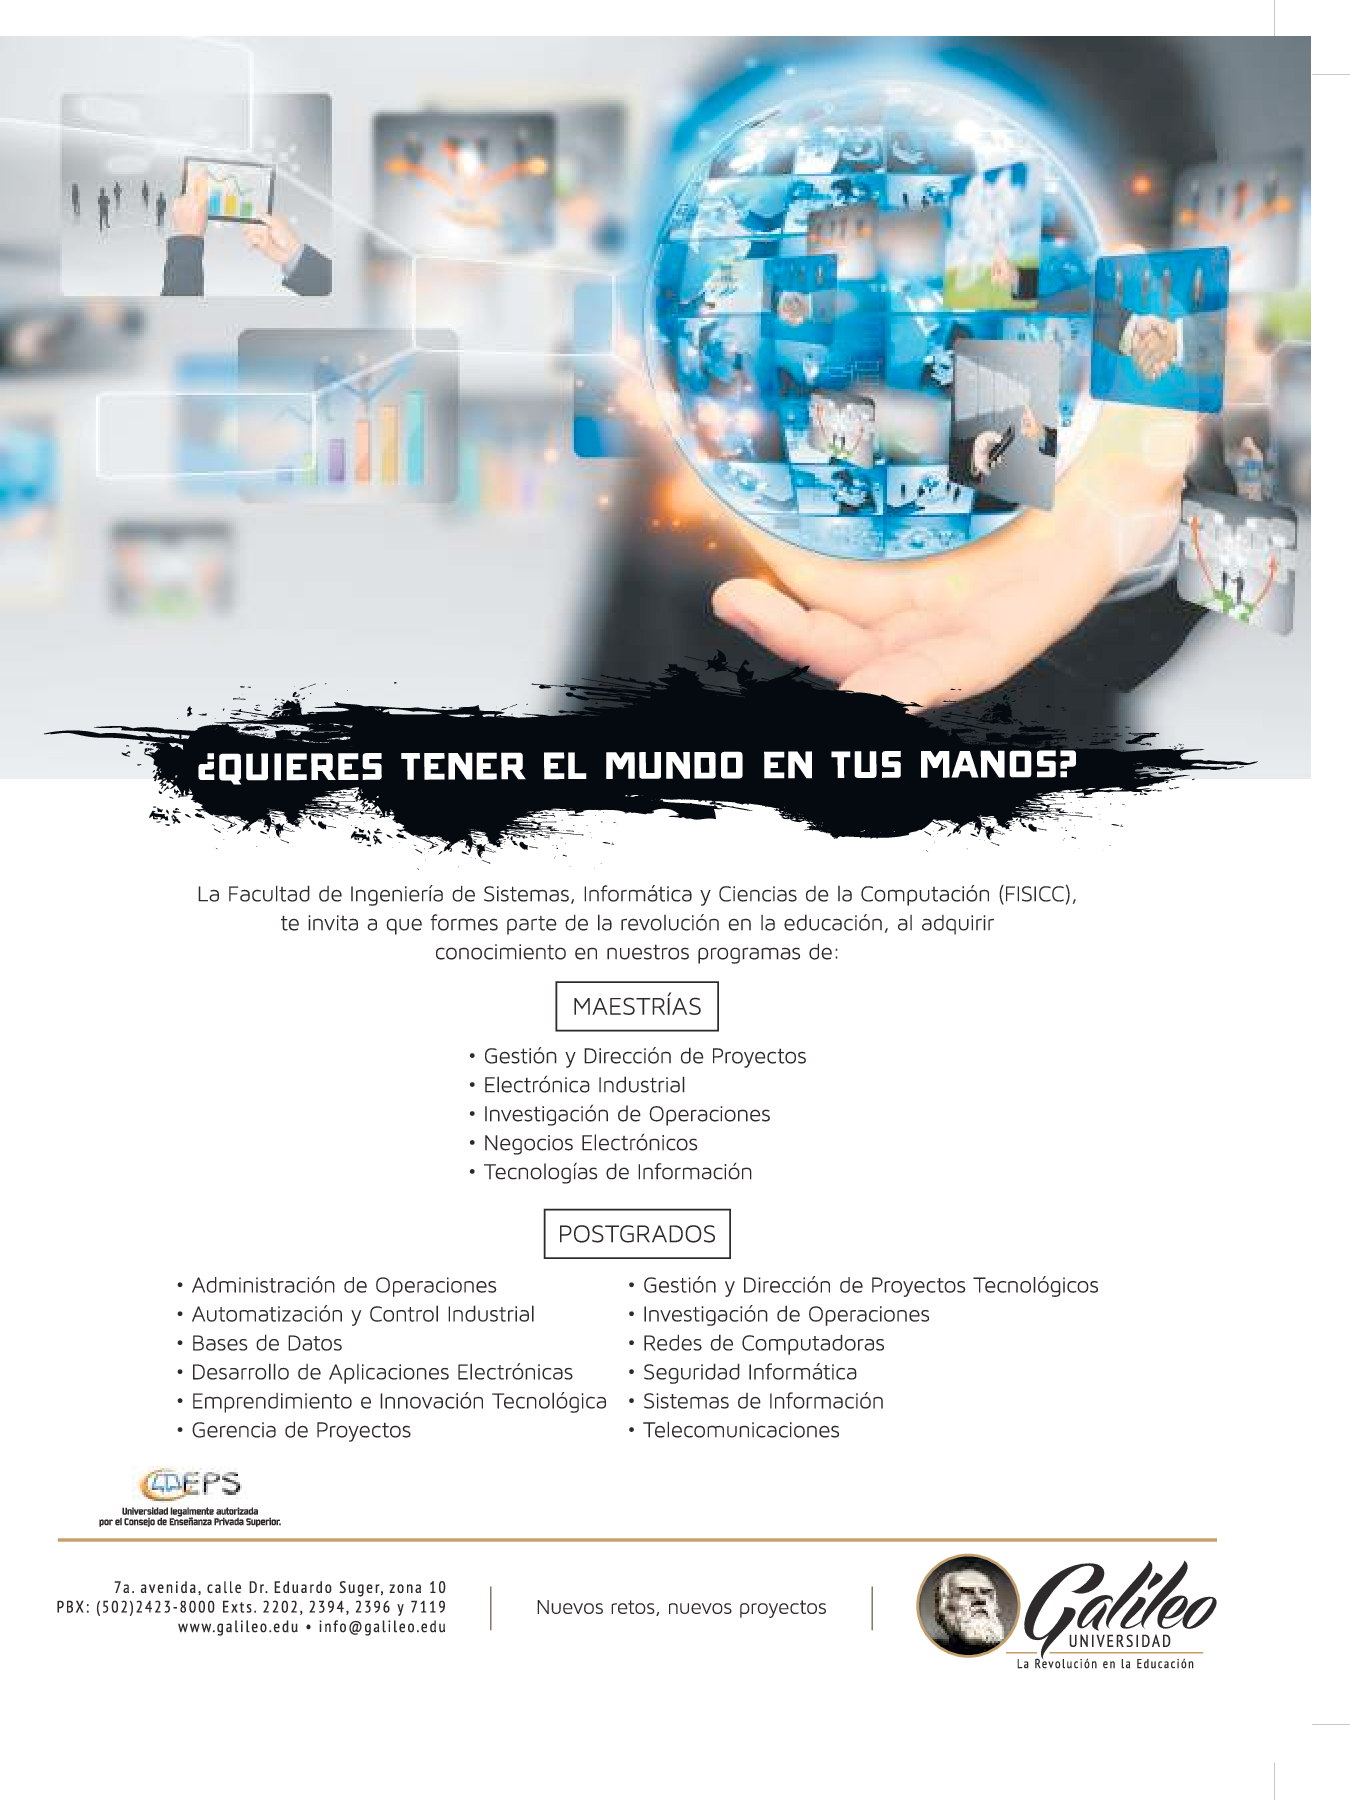 ¿QUIERES TENER EL MUNDO EN TUS MANOS?
La Facultad de Ingeniería de Sistemas, Informática y Ciencias de la Computación (FISICC),
te invita a que formes parte de la revolución en la educación, al adquirir
conocimiento en nuestros programas de:
MAESTRÍAS
• Gestión y Dirección de Proyectos
• Electrónica Industrial
• Investigación de Operaciones
• Negocios Electrónicos
• Tecnologías de Información
POSTGRADOS
• Administración de Operaciones
• Automatización y Control Industrial
• Bases de Datos
• Desarrollo de Aplicaciones Electrónicas
• Emprendimiento e Innovación Tecnológica
• Gerencia de Proyectos
• Gestión y Dirección de Proyectos Tecnológicos
• Investigación de Operaciones
• Redes de Computadoras
• Seguridad Informática
• Sistemas de Información
• Telecomunicaciones
EPS
Universidad legalmente autorizada
por el Consejo de Enseñanza Privada Superior.
7a. avenida, calle Dr. Eduardo Suger, zona 10
PBX: (502)2423-8000 Exts. 2202, 2394, 2396 y 7119
www.galileo.edu • info@galileo.edu
Nuevos retos, nuevos proyectos
Galileo
UNIVERSIDAD
La Revolución en la Educación